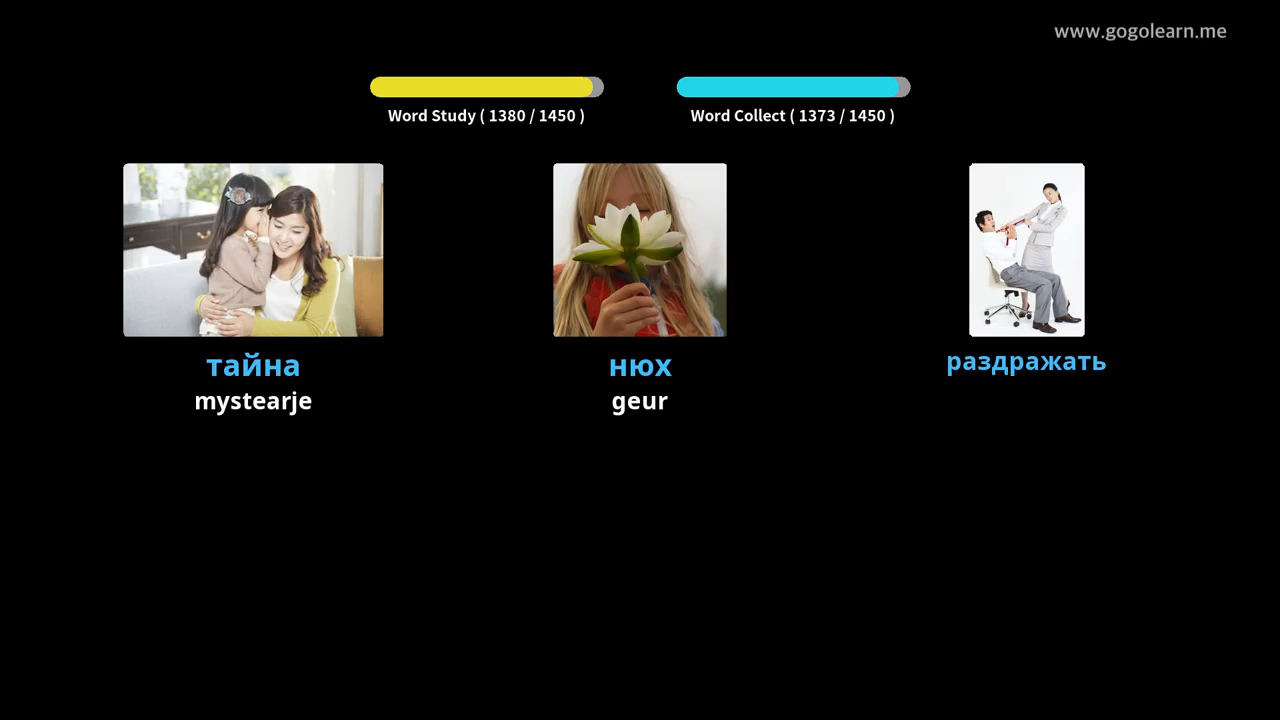 www.gogolearn.me
Word Study ( 1380 / 1450 )
Word Collect ( 1373 / 1450 )
тайна
mystearje
нюх
geur
раздражать